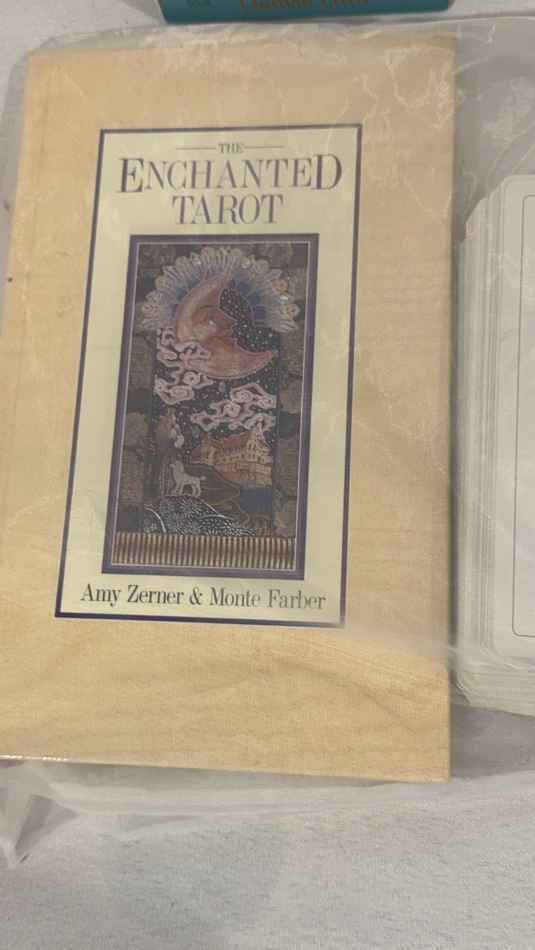 THE
ENCHANTED
TAROT
Amy Zerner & Monte Farber